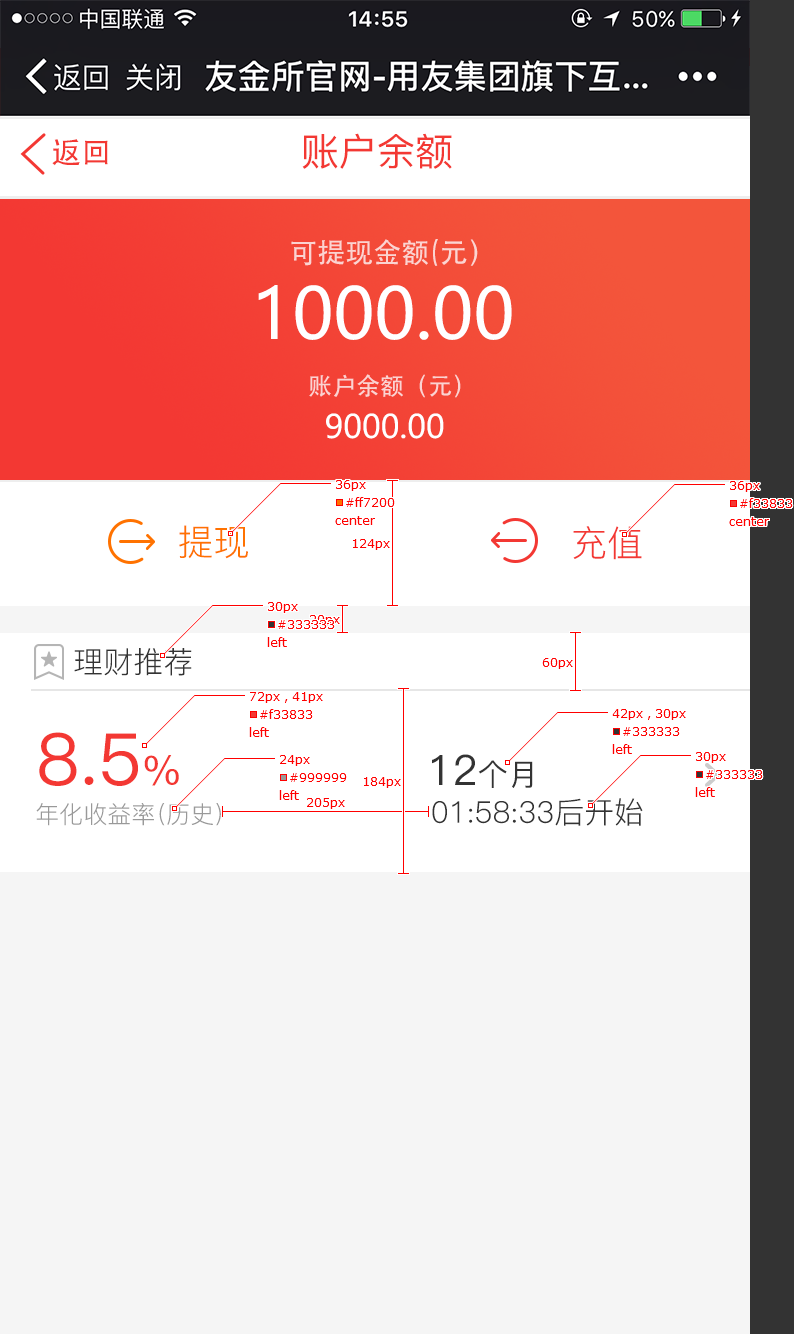 中国联通 14:55 50%
返回 关闭 友金所官网-用友集团旗下互...
返回 账户余额
可提现金额(元)
1000.00
账户余额（元）
9000.00
36px
#ff7200
center
36px
#f33833
center
提现
124px
充值
30px
#333333
left
20px
理财推荐
60px
72px , 41px
#f33833
left
42px , 30px
#333333
left
8.5%
24px
#999999
left
184px
12个月
30px
#333333
left
年化收益率(历史)
205px
01:58:33后开始